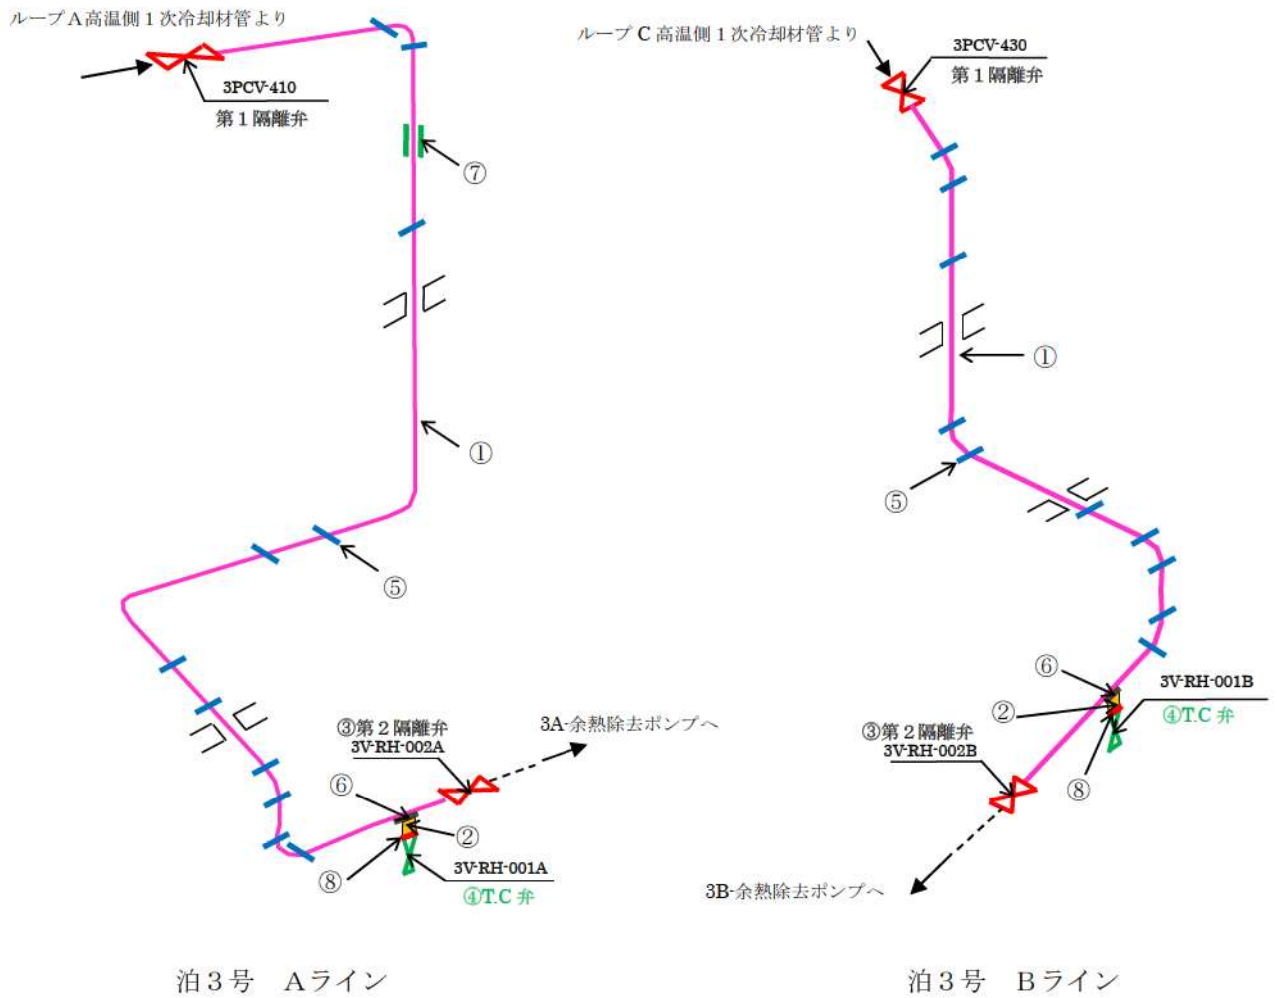 ループA高温側1次冷却材管より
3PCV-410
第1隔離弁
⑦
①
⑤
③第2隔離弁
3V-RH-002A
3A-余熱除去ポンプへ
⑥
②
⑧
3V-RH-001A
④T.C 弁
泊3号 Aライン
ループ C 高温側1次冷却材管より
3PCV-430
第1隔離弁
①
⑤
⑥
②
3V-RH-001B
④T.C 弁
③第2隔離弁
3V-RH-002B
⑧
3B-余熱除去ポンプへ
泊3号 Bライン